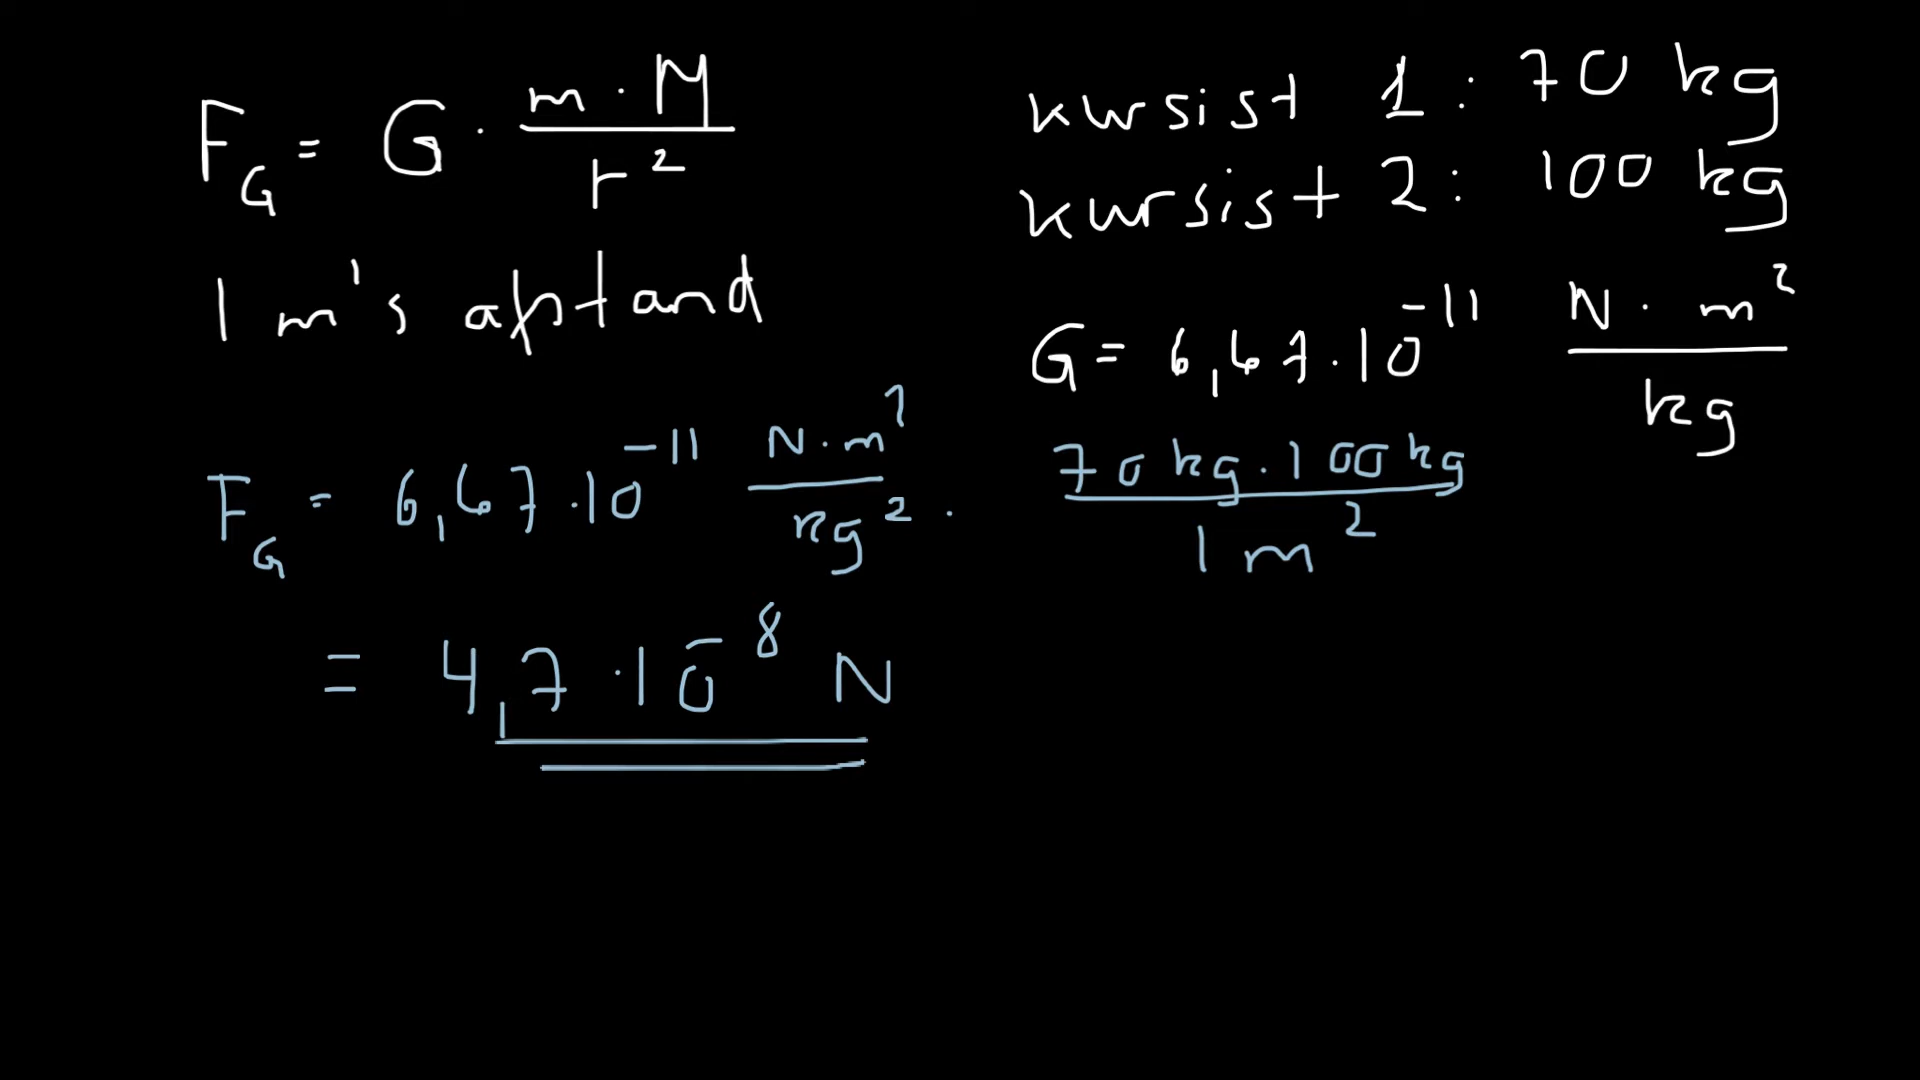 F_G = G · (m · M) / r²
1 m's afstand
kursist 1 : 70 kg
kursist 2 : 100 kg
G = 6,67 · 10⁻¹¹ (N · m²) / kg
F_G = 6,67 · 10⁻¹¹ (N · m²) / kg² · (70 kg · 100 kg) / 1 m²
= 4,7 · 10⁻⁸ N